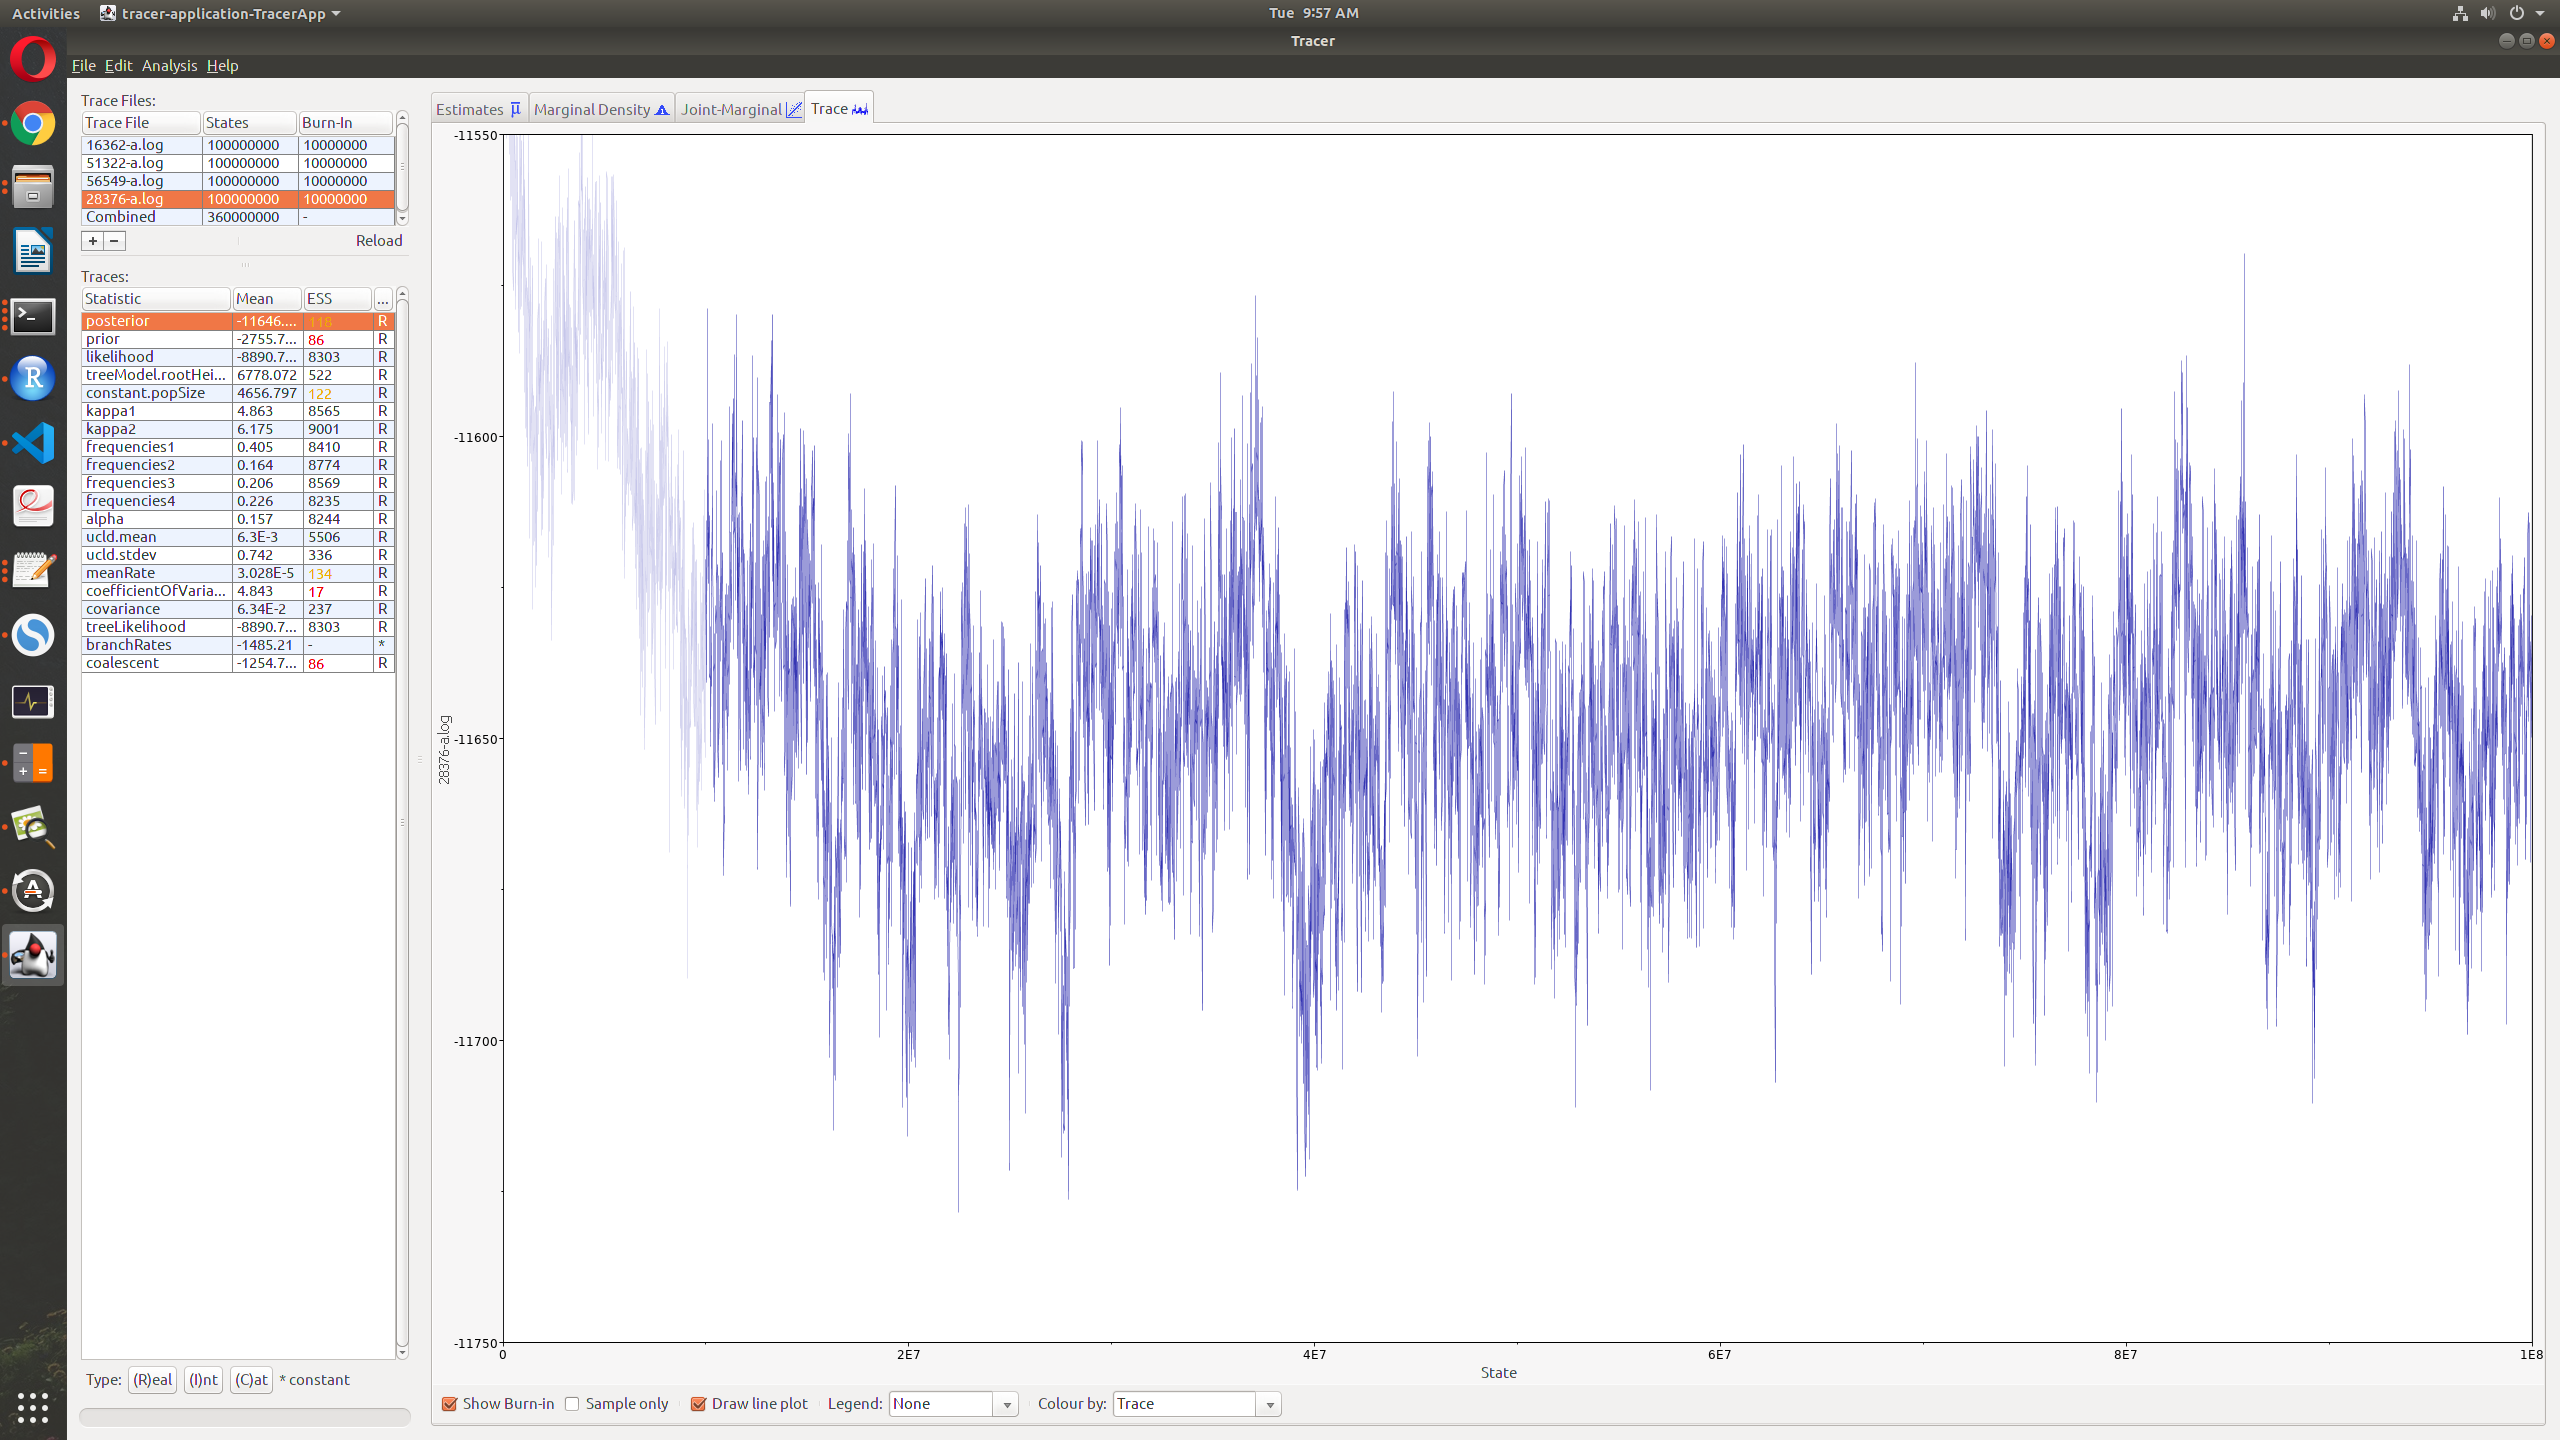 Activities tracer-application-TracerApp Tue 9:57 AM
Tracer
File Edit Analysis Help
Trace Files:
Trace File States Burn-In
16362-a.log 100000000 10000000
51322-a.log 100000000 10000000
56549-a.log 100000000 10000000
28376-a.log 100000000 10000000
Combined 360000000 -
+ - Reload
Traces:
Statistic Mean ESS ...
posterior -11646.... 118 R
prior -2755.7... 86 R
likelihood -8890.7... 8303 R
treeModel.rootHei... 6778.072 522 R
constant.popSize 4656.797 122 R
kappa1 4.863 8565 R
kappa2 6.175 9001 R
frequencies1 0.405 8410 R
frequencies2 0.164 8774 R
frequencies3 0.206 8569 R
frequencies4 0.226 8235 R
alpha 0.157 8244 R
ucld.mean 6.3E-3 5506 R
ucld.stdev 0.742 336 R
meanRate 3.028E-5 134 R
coefficientOfVaria... 4.843 17 R
covariance 6.34E-2 237 R
treeLikelihood -8890.7... 8303 R
branchRates -1485.21 - *
coalescent -1254.7... 86 R
Type: (R)eal (I)nt (C)at * constant
Estimates Marginal Density Joint-Marginal Trace
-11550
-11600
-11650
-11700
-11750
28376-a.log
0 2E7 4E7 6E7 8E7 1E8
State
Show Burn-in Sample only Draw line plot Legend: None Colour by: Trace